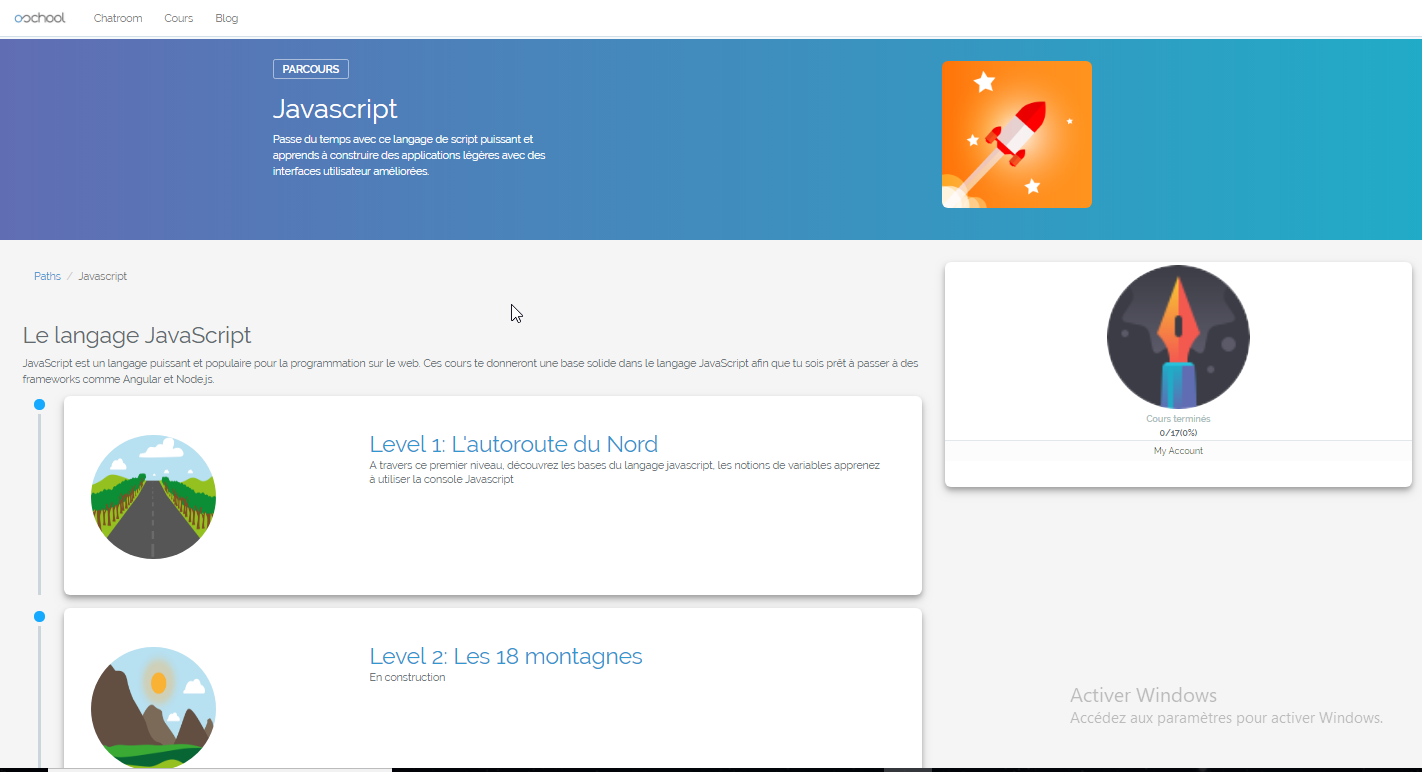 oschool
Chatroom
Cours
Blog
PARCOURS
Javascript
Passe du temps avec ce langage de script puissant et
apprends à construire des applications légères avec des
interfaces utilisateur améliorées.
Paths / Javascript
Le langage JavaScript
JavaScript est un langage puissant et populaire pour la programmation sur le web. Ces cours te donneront une base solide dans le langage JavaScript afin que tu sois prêt à passer à des
frameworks comme Angular et Node.js.
Level 1: L'autoroute du Nord
A travers ce premier niveau, découvrez les bases du langage javascript, les notions de variables apprenez
à utiliser la console Javascript
Level 2: Les 18 montagnes
En construction
Cours terminés
0/17(0%)
My Account
Activer Windows
Accédez aux paramètres pour activer Windows.